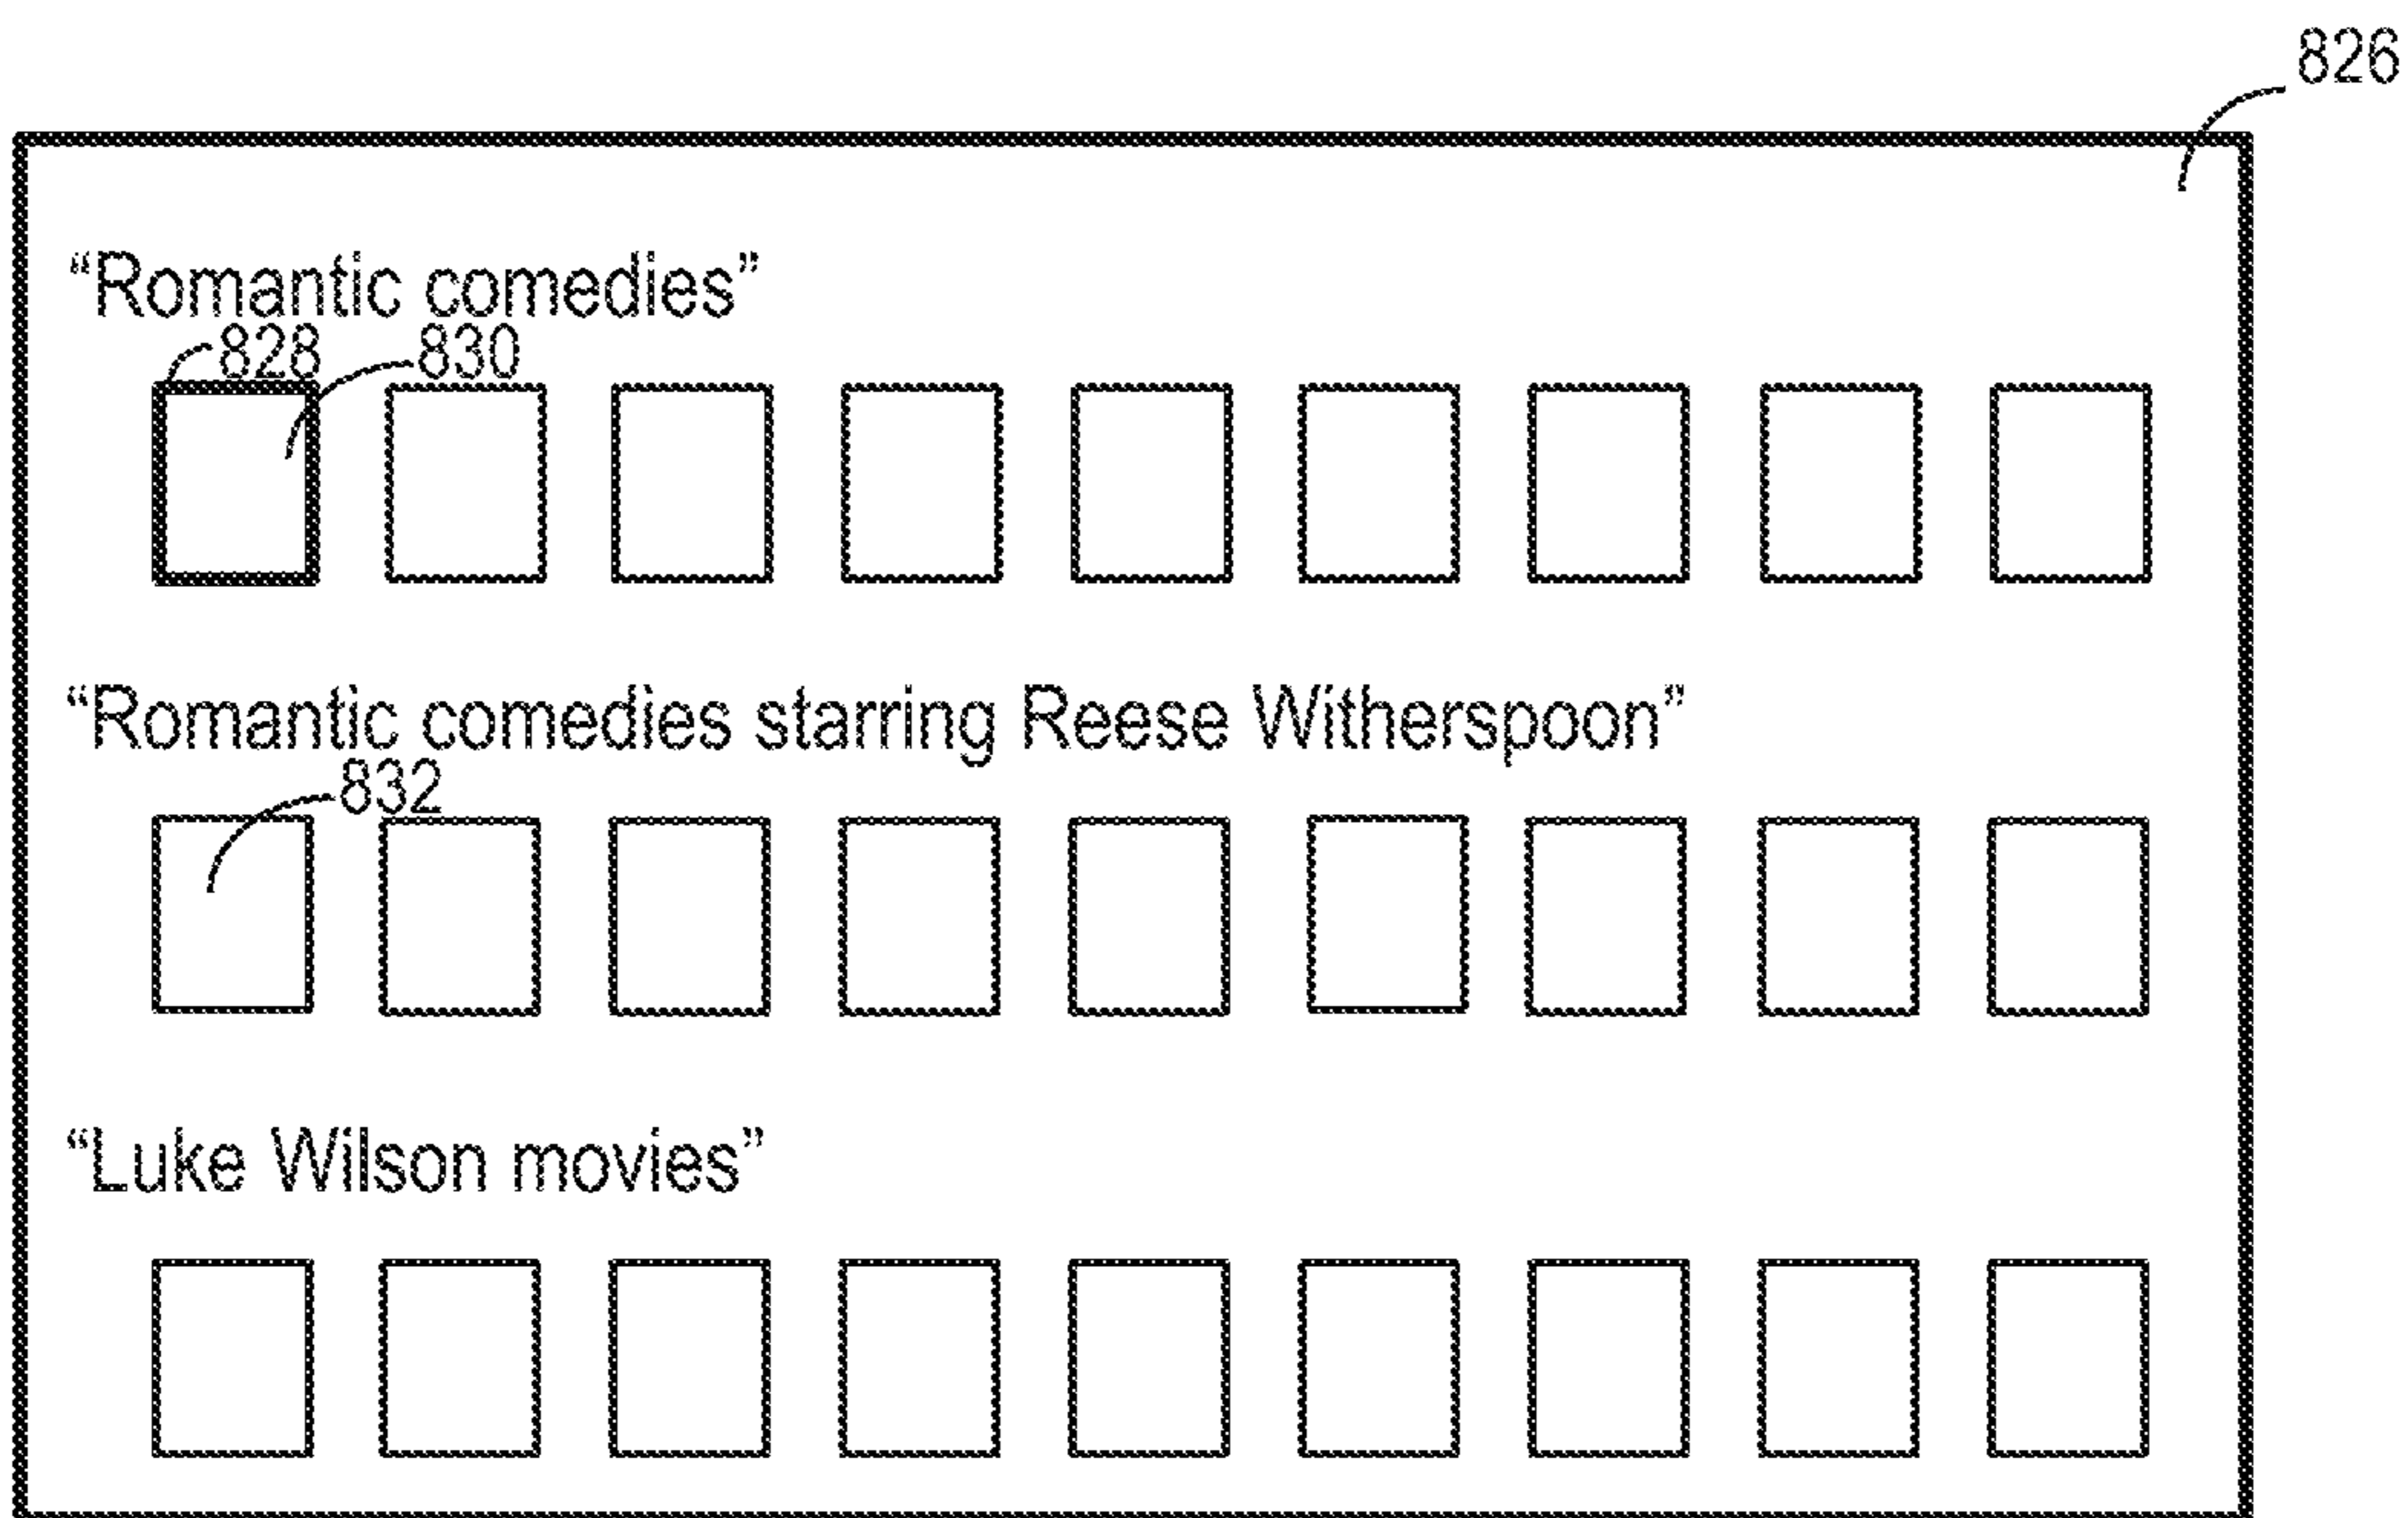 826
“Romantic comedies”
828 830
“Romantic comedies starring Reese Witherspoon”
832
“Luke Wilson movies”